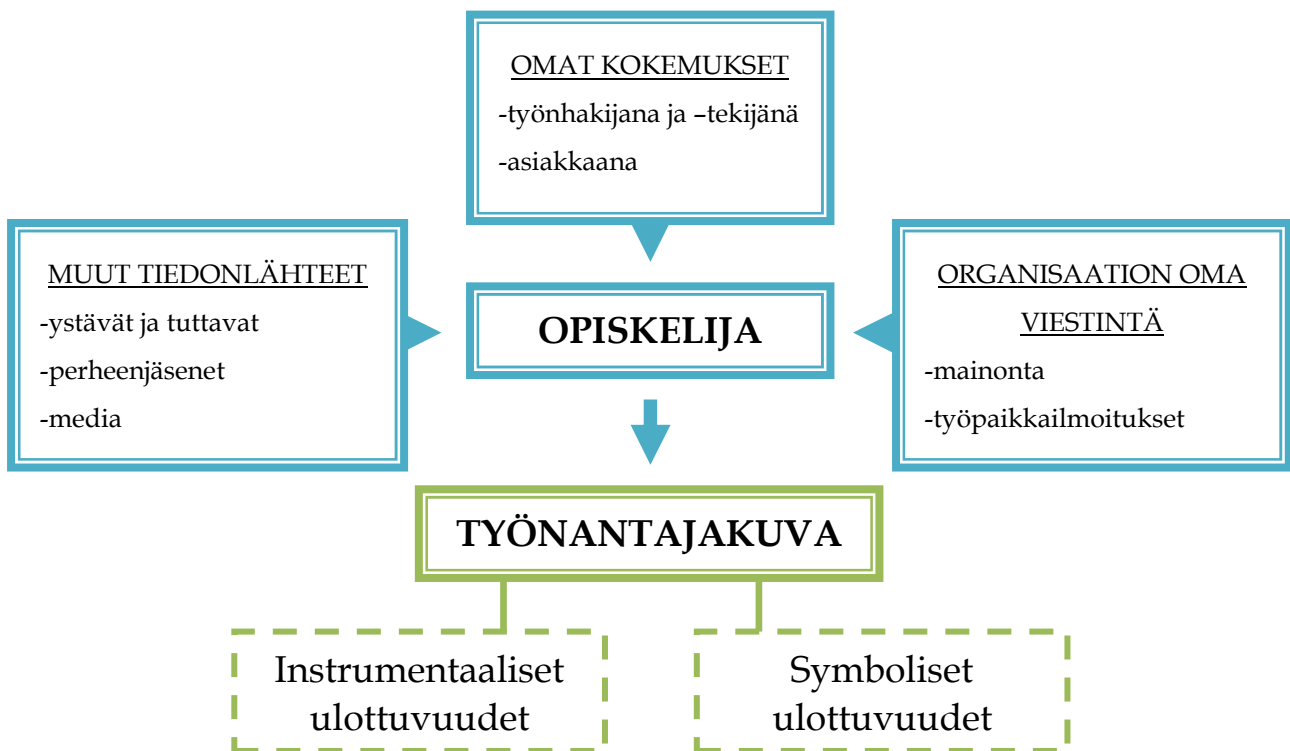 OMAT KOKEMUKSET
-työnhakijana ja –tekijänä
-asiakkaana
MUUT TIEDONLÄHTEET
-ystävät ja tuttavat
-perheenjäsenet
-media
OPISKELIJA
ORGANISAATION OMA
VIESTINTÄ
-mainonta
-työpaikkailmoitukset
TYÖNANTAJAKUVA
Instrumentaaliset
ulottuvuudet
Symboliset
ulottuvuudet